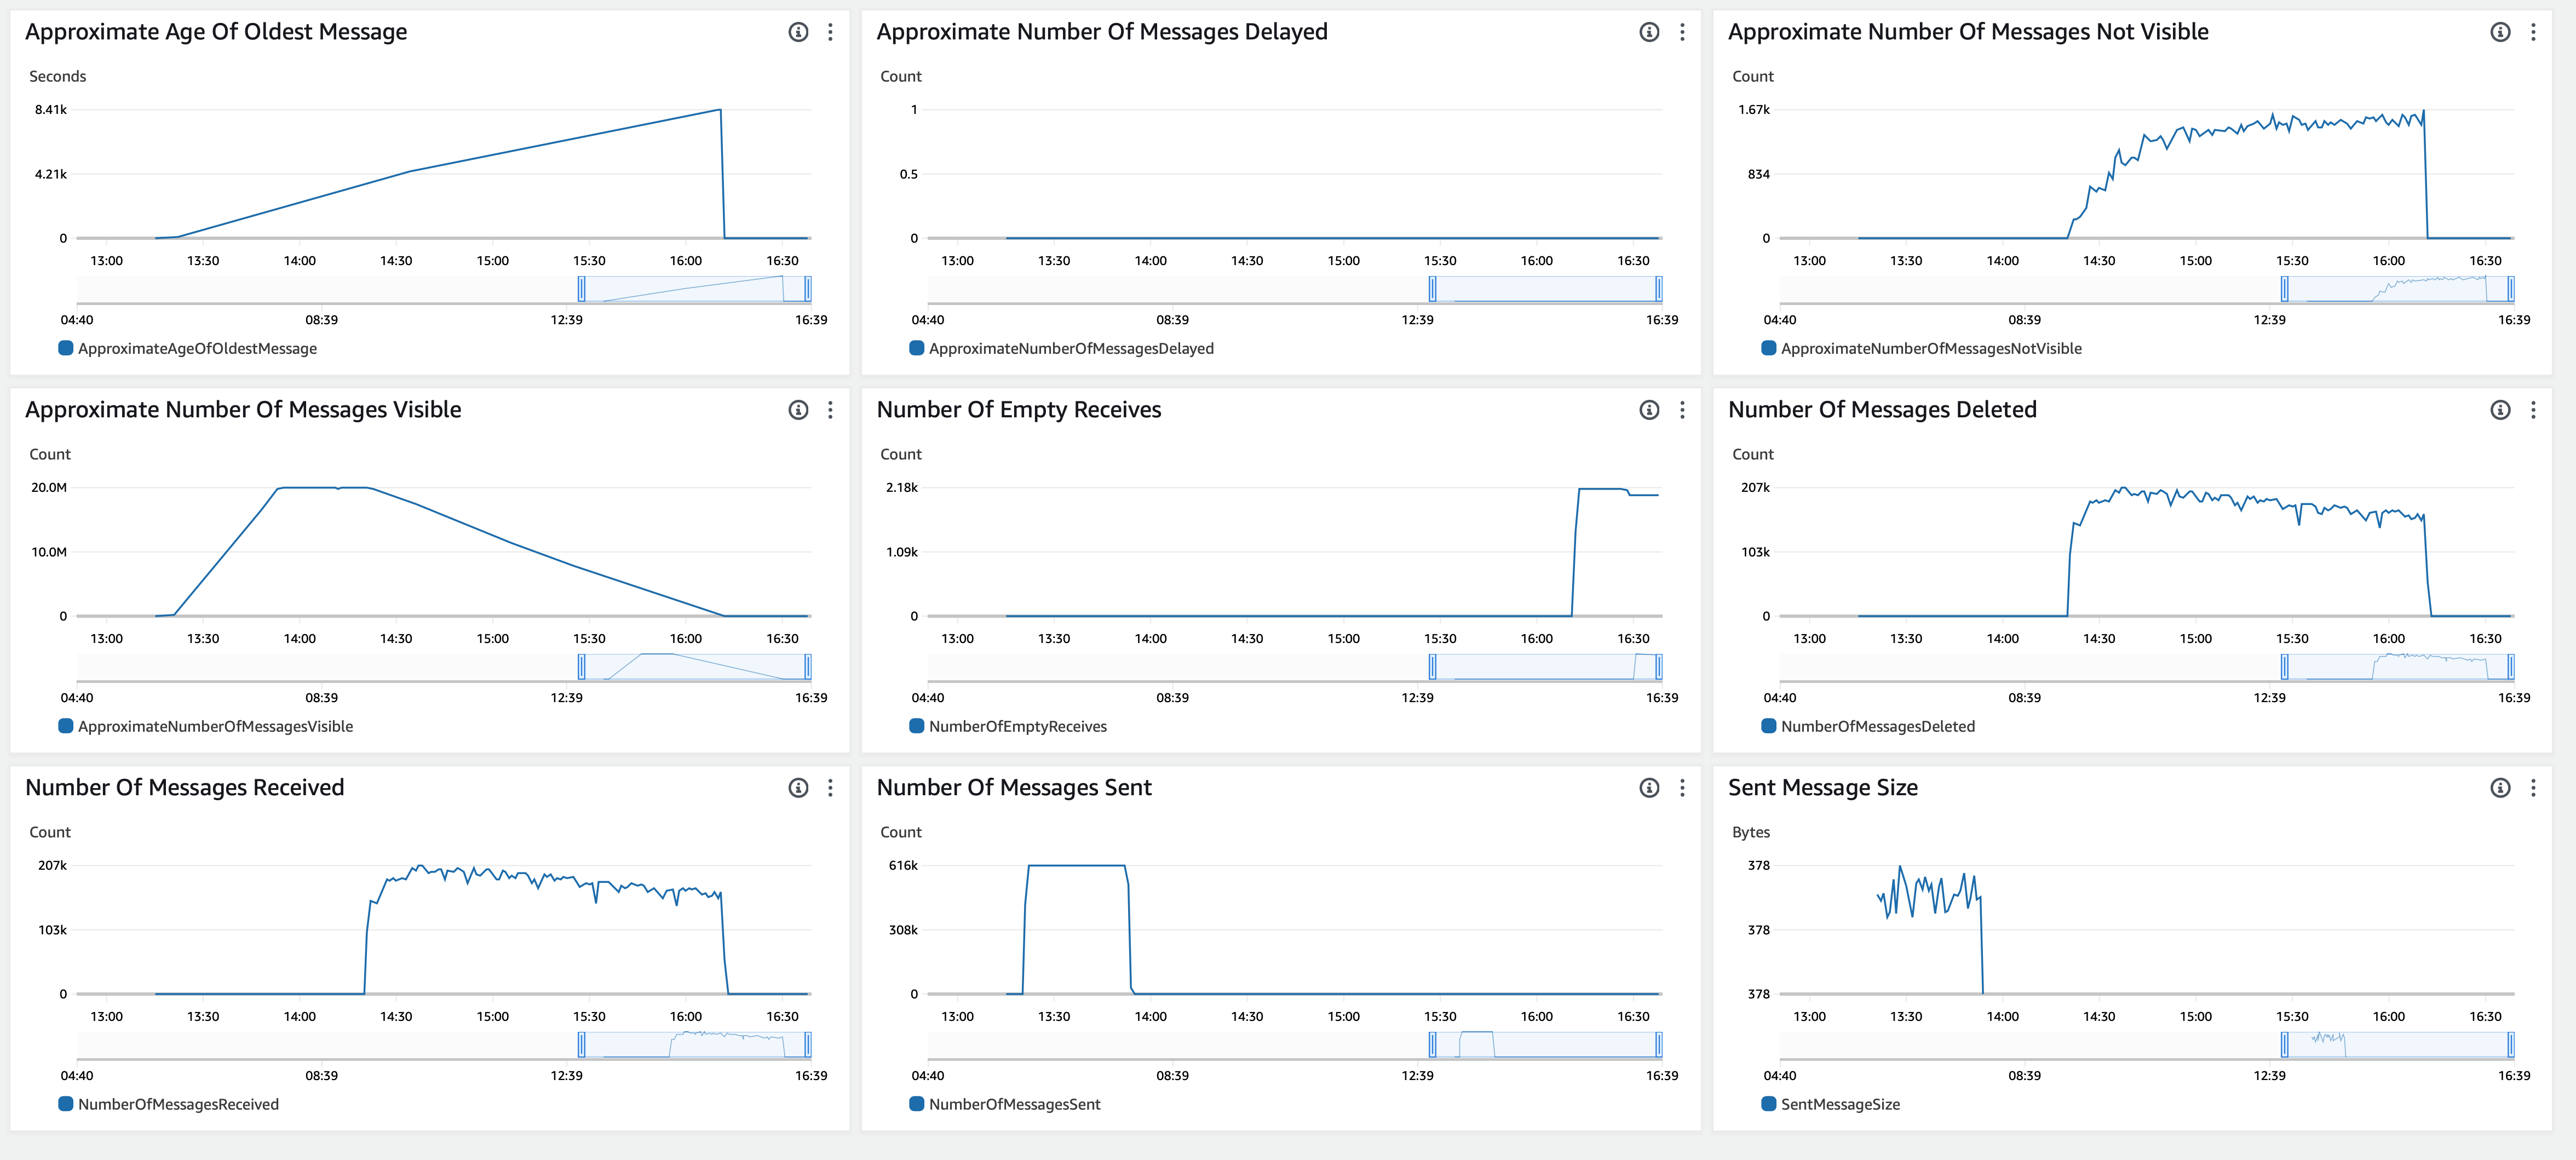 Approximate Age Of Oldest Message
Seconds
8.41k
4.21k
0
13:00 13:30 14:00 14:30 15:00 15:30 16:00 16:30
04:40 08:39 12:39 16:39
ApproximateAgeOfOldestMessage
Approximate Number Of Messages Delayed
Count
1
0.5
0
13:00 13:30 14:00 14:30 15:00 15:30 16:00 16:30
04:40 08:39 12:39 16:39
ApproximateNumberOfMessagesDelayed
Approximate Number Of Messages Not Visible
Count
1.67k
834
0
13:00 13:30 14:00 14:30 15:00 15:30 16:00 16:30
04:40 08:39 12:39 16:39
ApproximateNumberOfMessagesNotVisible
Approximate Number Of Messages Visible
Count
20.0M
10.0M
0
13:00 13:30 14:00 14:30 15:00 15:30 16:00 16:30
04:40 08:39 12:39 16:39
ApproximateNumberOfMessagesVisible
Number Of Empty Receives
Count
2.18k
1.09k
0
13:00 13:30 14:00 14:30 15:00 15:30 16:00 16:30
04:40 08:39 12:39 16:39
NumberOfEmptyReceives
Number Of Messages Deleted
Count
207k
103k
0
13:00 13:30 14:00 14:30 15:00 15:30 16:00 16:30
04:40 08:39 12:39 16:39
NumberOfMessagesDeleted
Number Of Messages Received
Count
207k
103k
0
13:00 13:30 14:00 14:30 15:00 15:30 16:00 16:30
04:40 08:39 12:39 16:39
NumberOfMessagesReceived
Number Of Messages Sent
Count
616k
308k
0
13:00 13:30 14:00 14:30 15:00 15:30 16:00 16:30
04:40 08:39 12:39 16:39
NumberOfMessagesSent
Sent Message Size
Bytes
378
378
378
13:00 13:30 14:00 14:30 15:00 15:30 16:00 16:30
04:40 08:39 12:39 16:39
SentMessageSize